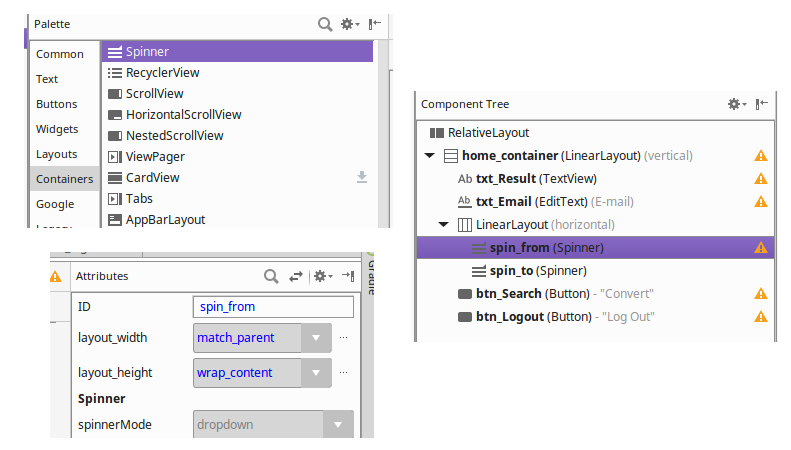 Palette
Common
Text
Buttons
Widgets
Layouts
Containers
Google
Spinner
RecyclerView
ScrollView
HorizontalScrollView
NestedScrollView
ViewPager
CardView
Tabs
AppBarLayout
Component Tree
RelativeLayout
home_container (LinearLayout) (vertical)
Ab txt_Result (TextView)
Ab txt_Email (EditText) (E-mail)
LinearLayout (horizontal)
spin_from (Spinner)
spin_to (Spinner)
btn_Search (Button) - "Convert"
btn_Logout (Button) - "Log Out"
Attributes
ID spin_from
layout_width match_parent ...
layout_height wrap_content ...
Spinner
spinnerMode dropdown
Gradle